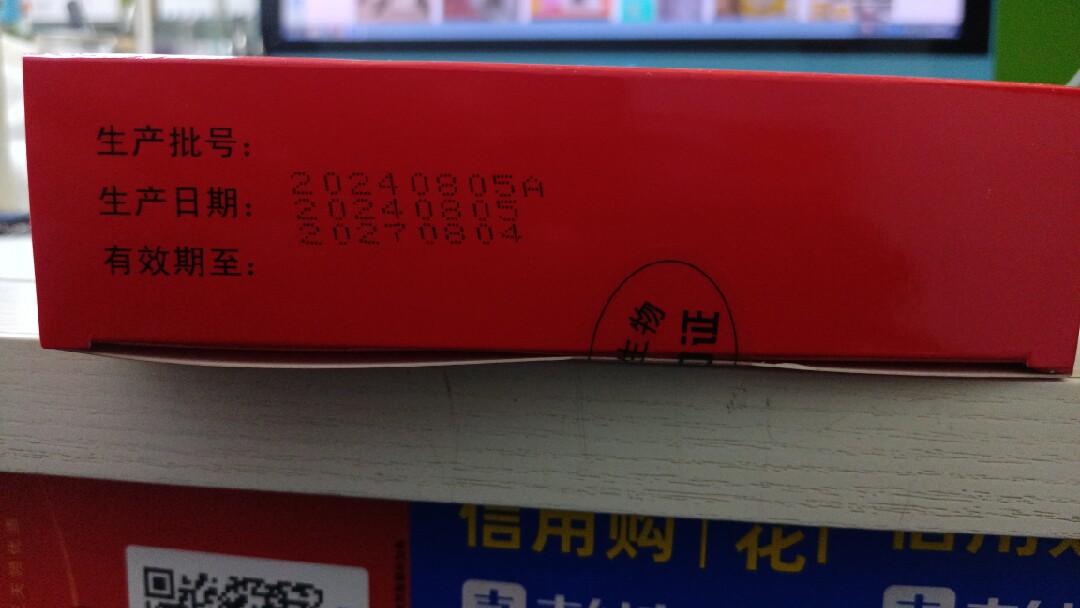 生产批号：
20240805A
生产日期：
20240805
20270804
有效期至：
生物
证
信用购
花